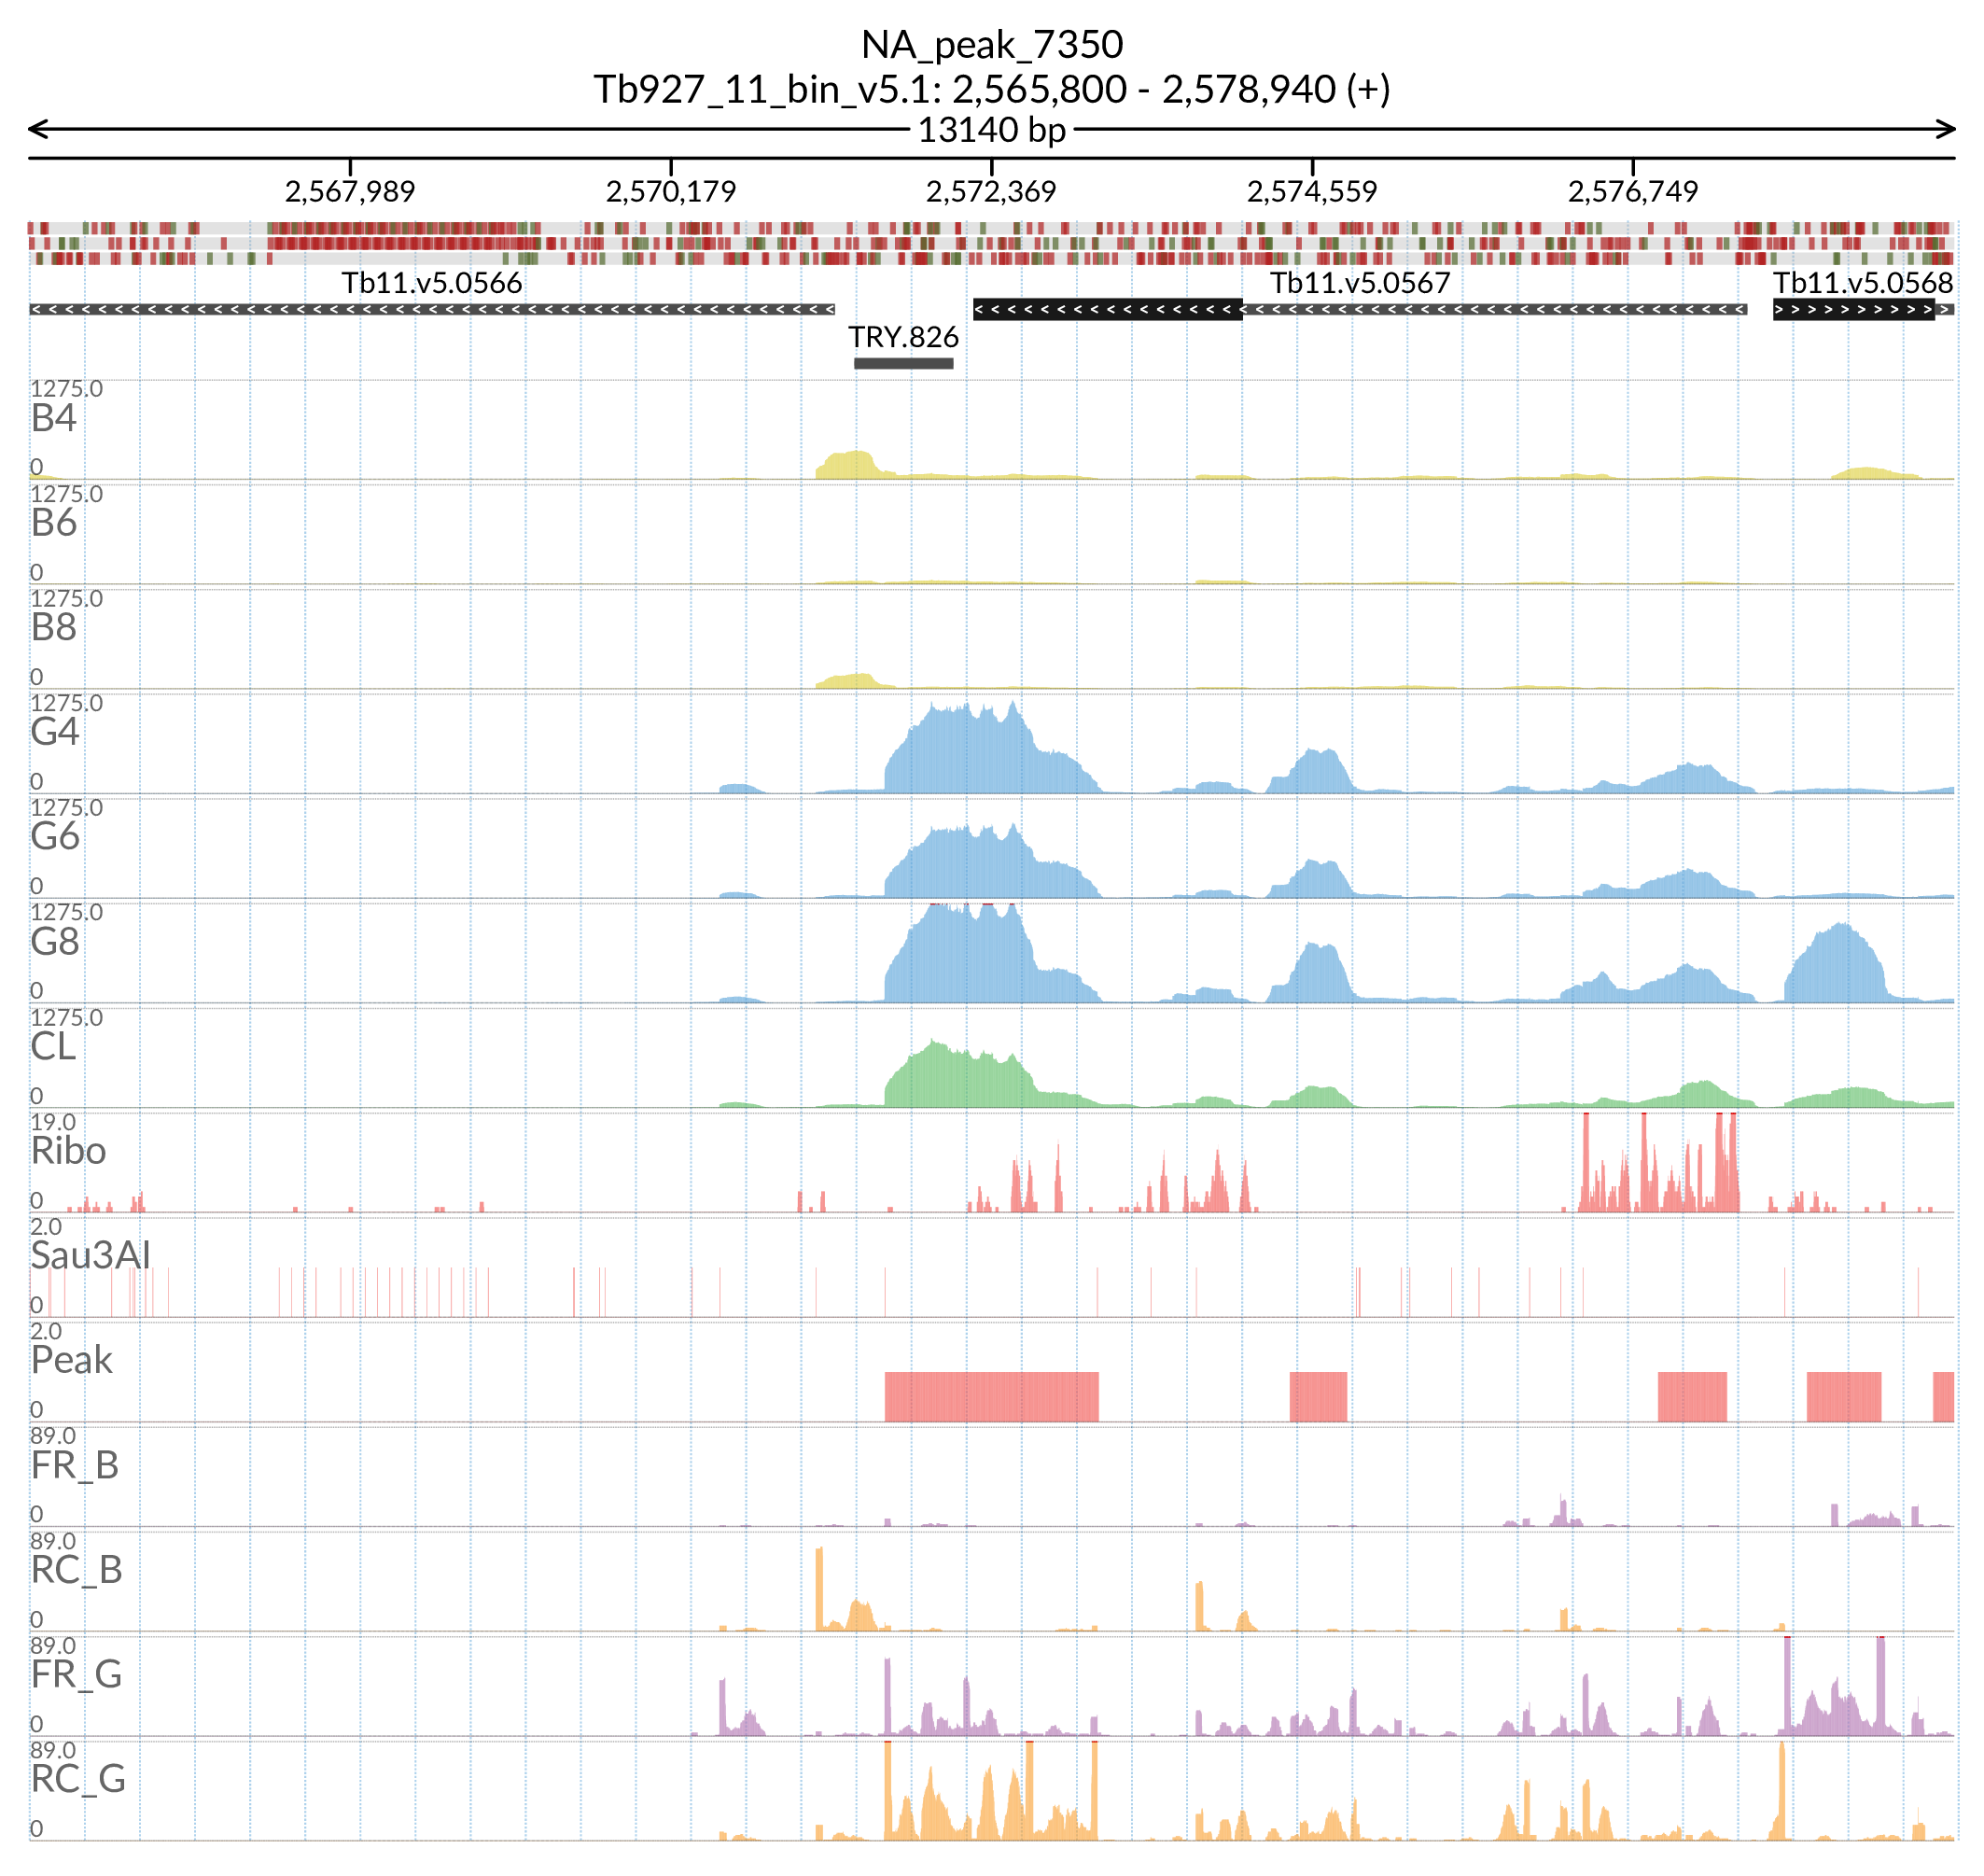 NA_peak_7350
Tb927_11_bin_v5.1: 2,565,800 - 2,578,940 (+)
13140 bp
2,567,989 2,570,179 2,572,369 2,574,559 2,576,749
Tb11.v5.0566 Tb11.v5.0567 Tb11.v5.0568
TRY.826
1275.0
B4
0
1275.0
B6
0
1275.0
B8
0
1275.0
G4
0
1275.0
G6
0
1275.0
G8
0
1275.0
CL
0
19.0
Ribo
0
2.0
Sau3AI
0
2.0
Peak
0
89.0
FR_B
0
89.0
RC_B
0
89.0
FR_G
0
89.0
RC_G
0